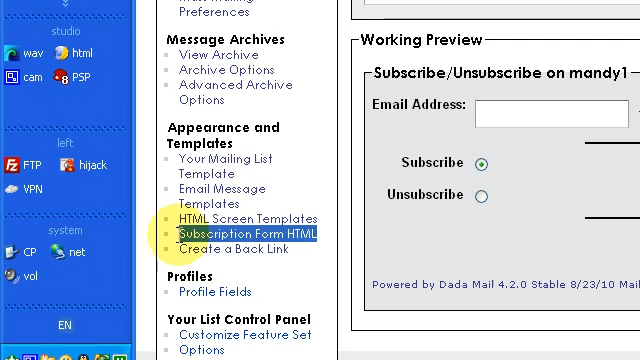 studio
wav
html
cam
PSP
left
FTP
hijack
VPN
system
CP
net
vol
EN
Preferences
Message Archives
View Archive
Archive Options
Advanced Archive
Options
Appearance and
Templates
Your Mailing List
Template
Email Message
Templates
HTML Screen Templates
Subscription Form HTML
Create a Back Link
Profiles
Profile Fields
Your List Control Panel
Customize Feature Set
Options
Working Preview
Subscribe/Unsubscribe on mandy1
Email Address:
Subscribe
Unsubscribe
Powered by Dada Mail 4.2.0 Stable 8/23/10 Mail